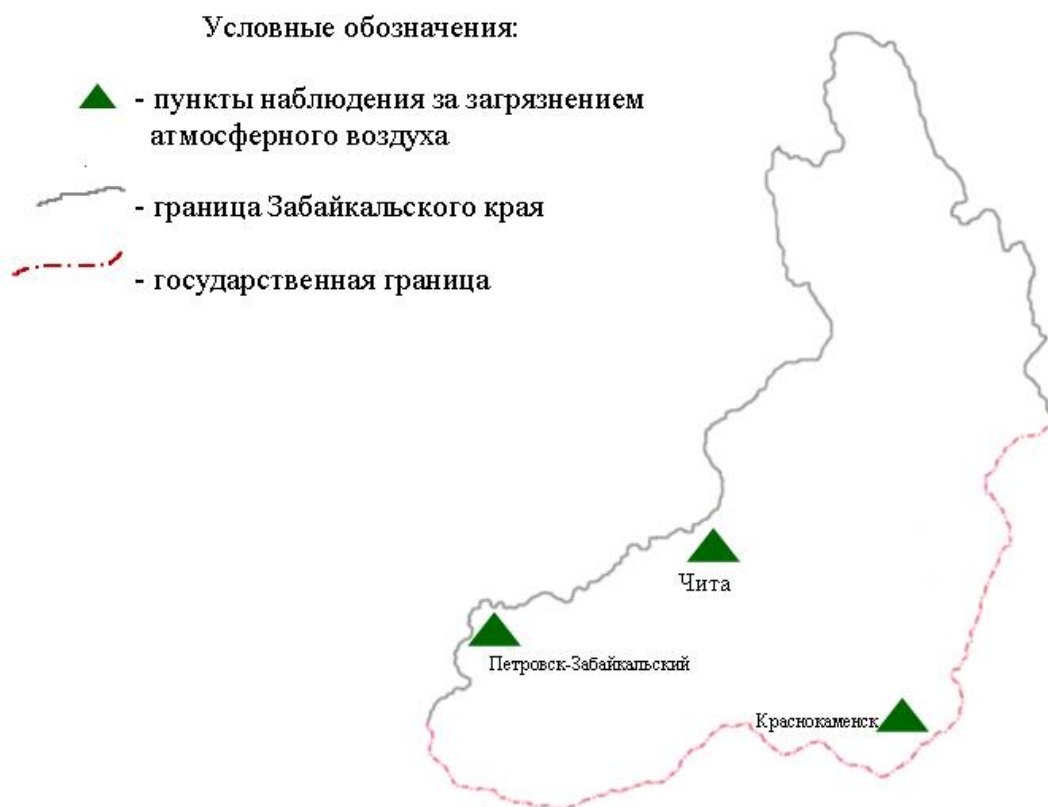 Условные обозначения:
- пункты наблюдения за загрязнением
атмосферного воздуха
- граница Забайкальского края
- государственная граница
Чита
Петровск-Забайкальский
Краснокаменск